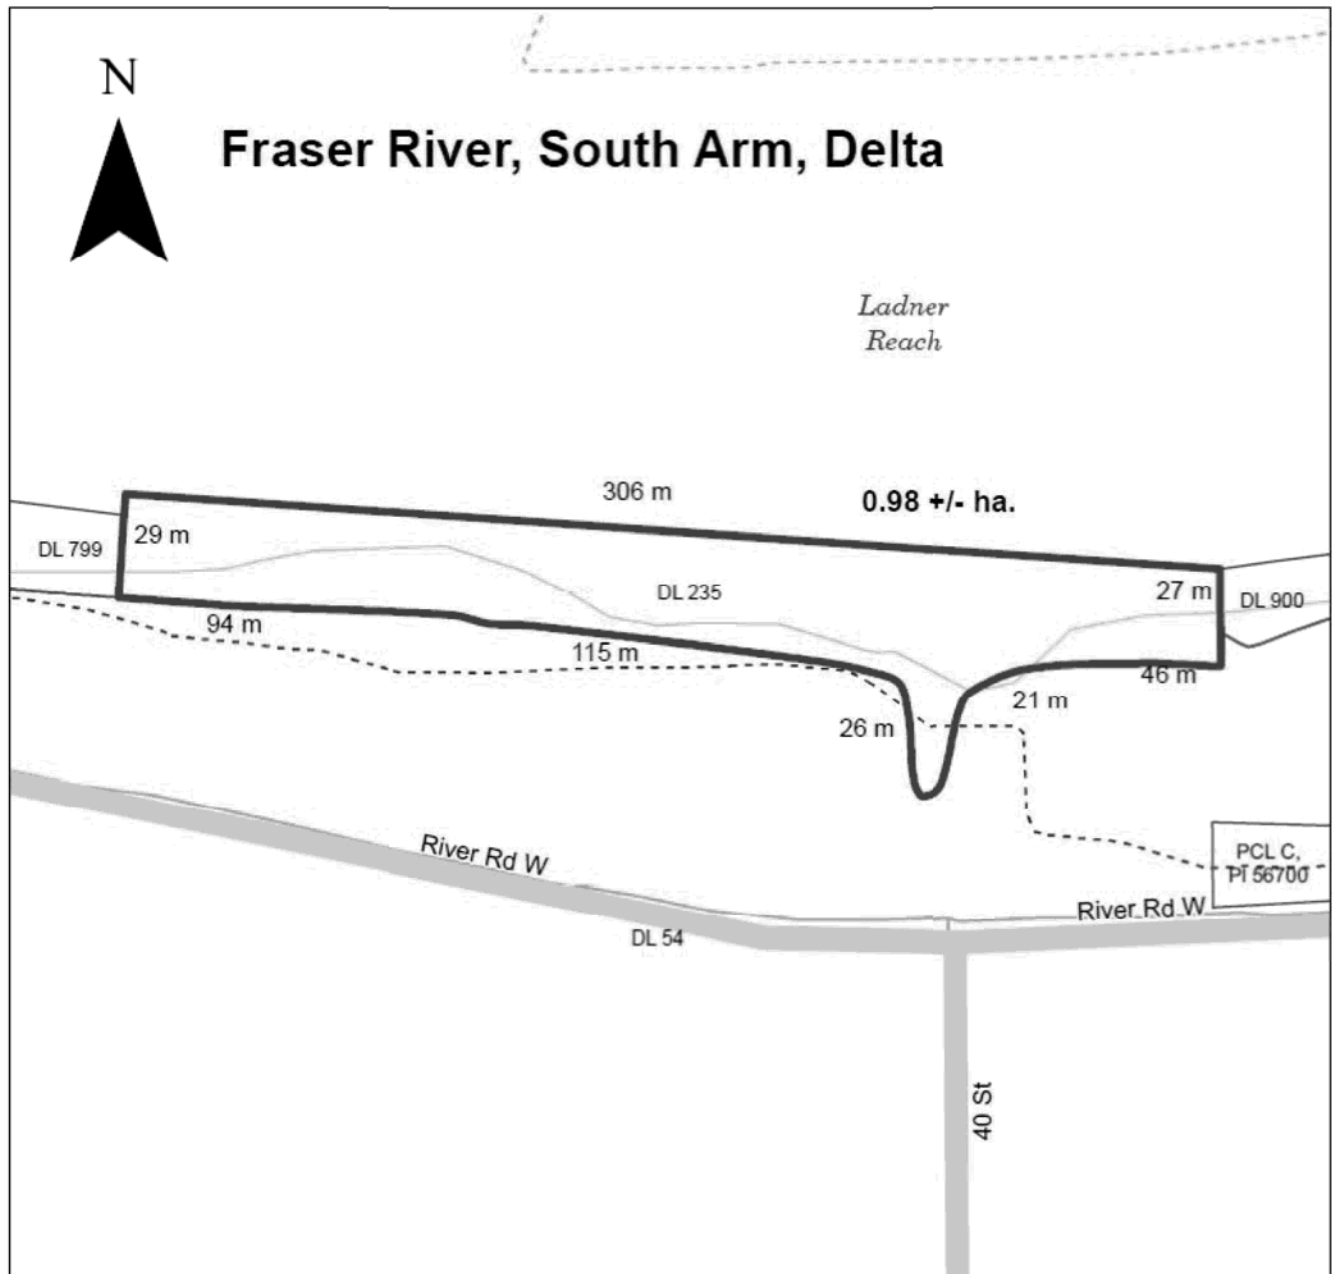 N
Fraser River, South Arm, Delta
Ladner
Reach
306 m
0.98 +/- ha.
29 m
DL 799
DL 235
27 m
DL 900
94 m
115 m
46 m
21 m
26 m
River Rd W
PCL C,
PI 56700
River Rd W
DL 54
40 St